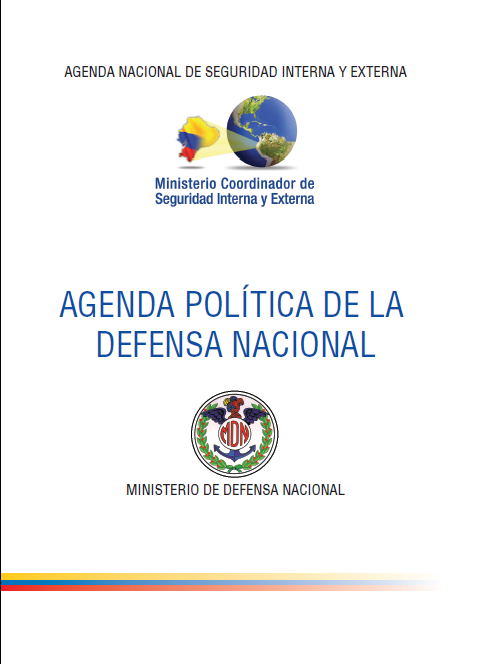 AGENDA NACIONAL DE SEGURIDAD INTERNA Y EXTERNA
Ministerio Coordinador de
Seguridad Interna y Externa
AGENDA POLÍTICA DE LA
DEFENSA NACIONAL
MDN
MINISTERIO DE DEFENSA NACIONAL